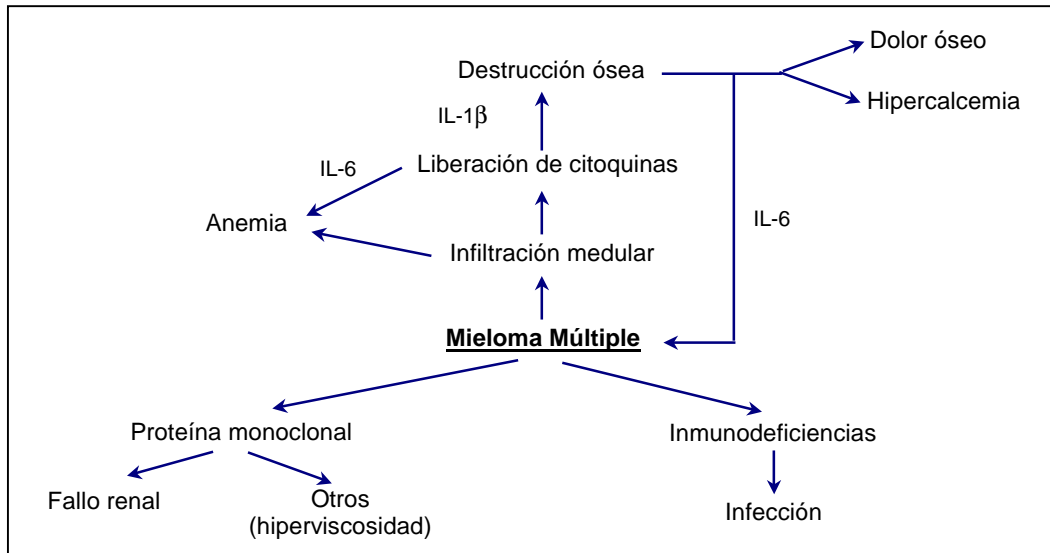 Dolor óseo
Destrucción ósea
Hipercalcemia
IL-1β
IL-6
Liberación de citoquinas
Anemia
IL-6
Infiltración medular
Mieloma Múltiple
Proteína monoclonal
Inmunodeficiencias
Fallo renal
Otros
(hiperviscosidad)
Infección